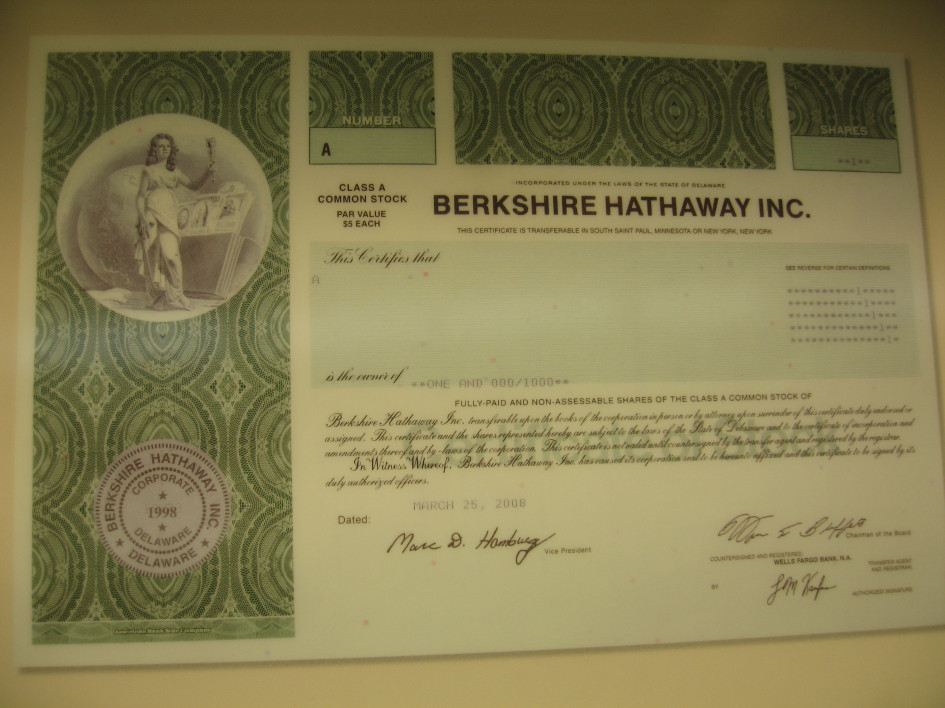 NUMBER
A
SHARES
**1**
CLASS A
COMMON STOCK
PAR VALUE
$5 EACH
INCORPORATED UNDER THE LAWS OF THE STATE OF DELAWARE
BERKSHIRE HATHAWAY INC.
THIS CERTIFICATE IS TRANSFERABLE IN SOUTH SAINT PAUL, MINNESOTA OR NEW YORK, NEW YORK
This Certifies that
SEE REVERSE FOR CERTAIN DEFINITIONS
A
**********1*****
***********1****
************1***
*************1**
**************1*
is the owner of
**ONE AND 000/1000**
FULLY-PAID AND NON-ASSESSABLE SHARES OF THE CLASS A COMMON STOCK OF
Berkshire Hathaway Inc. transferable upon the books of the corporation in person or by attorney upon surrender of this certificate duly endorsed or
assigned. This certificate and the shares represented hereby are subject to the laws of the State of Delaware and to the certificate of incorporation and
amendments thereof and by-laws of the corporation. This certificate is not valid until countersigned by the transfer agent and registered by the registrar.
In Witness Whereof, Berkshire Hathaway Inc. has caused its corporation seal to be hereunto affixed and this certificate to be signed by its
duly authorized officers.
MARCH 25, 2008
Dated:
Marc D. Hamburg
Vice President
Chairman of the Board
COUNTERSIGNED AND REGISTERED:
WELLS FARGO BANK, N.A.
TRANSFER AGENT
AND REGISTRAR
BY
AUTHORIZED SIGNATURE
BERKSHIRE HATHAWAY INC.
CORPORATE
1998
DELAWARE
DELAWARE